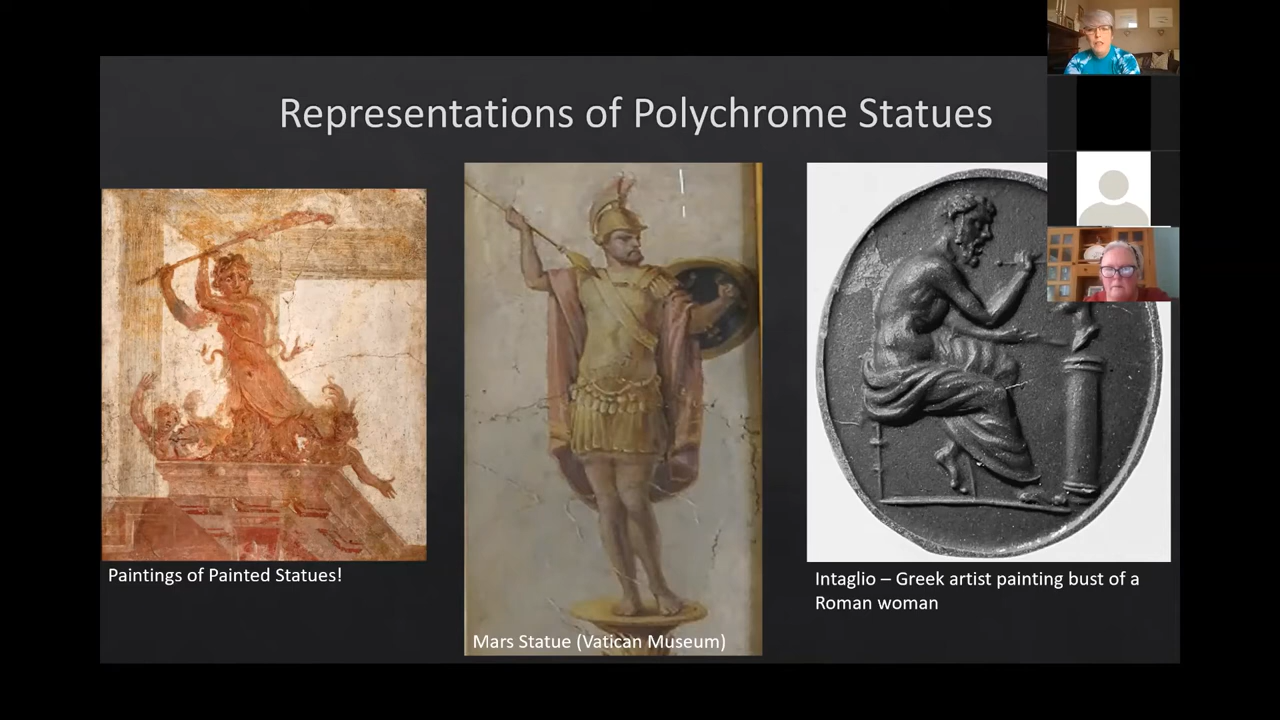 Representations of Polychrome Statues
Paintings of Painted Statues!
Mars Statue (Vatican Museum)
Intaglio – Greek artist painting bust of a
Roman woman